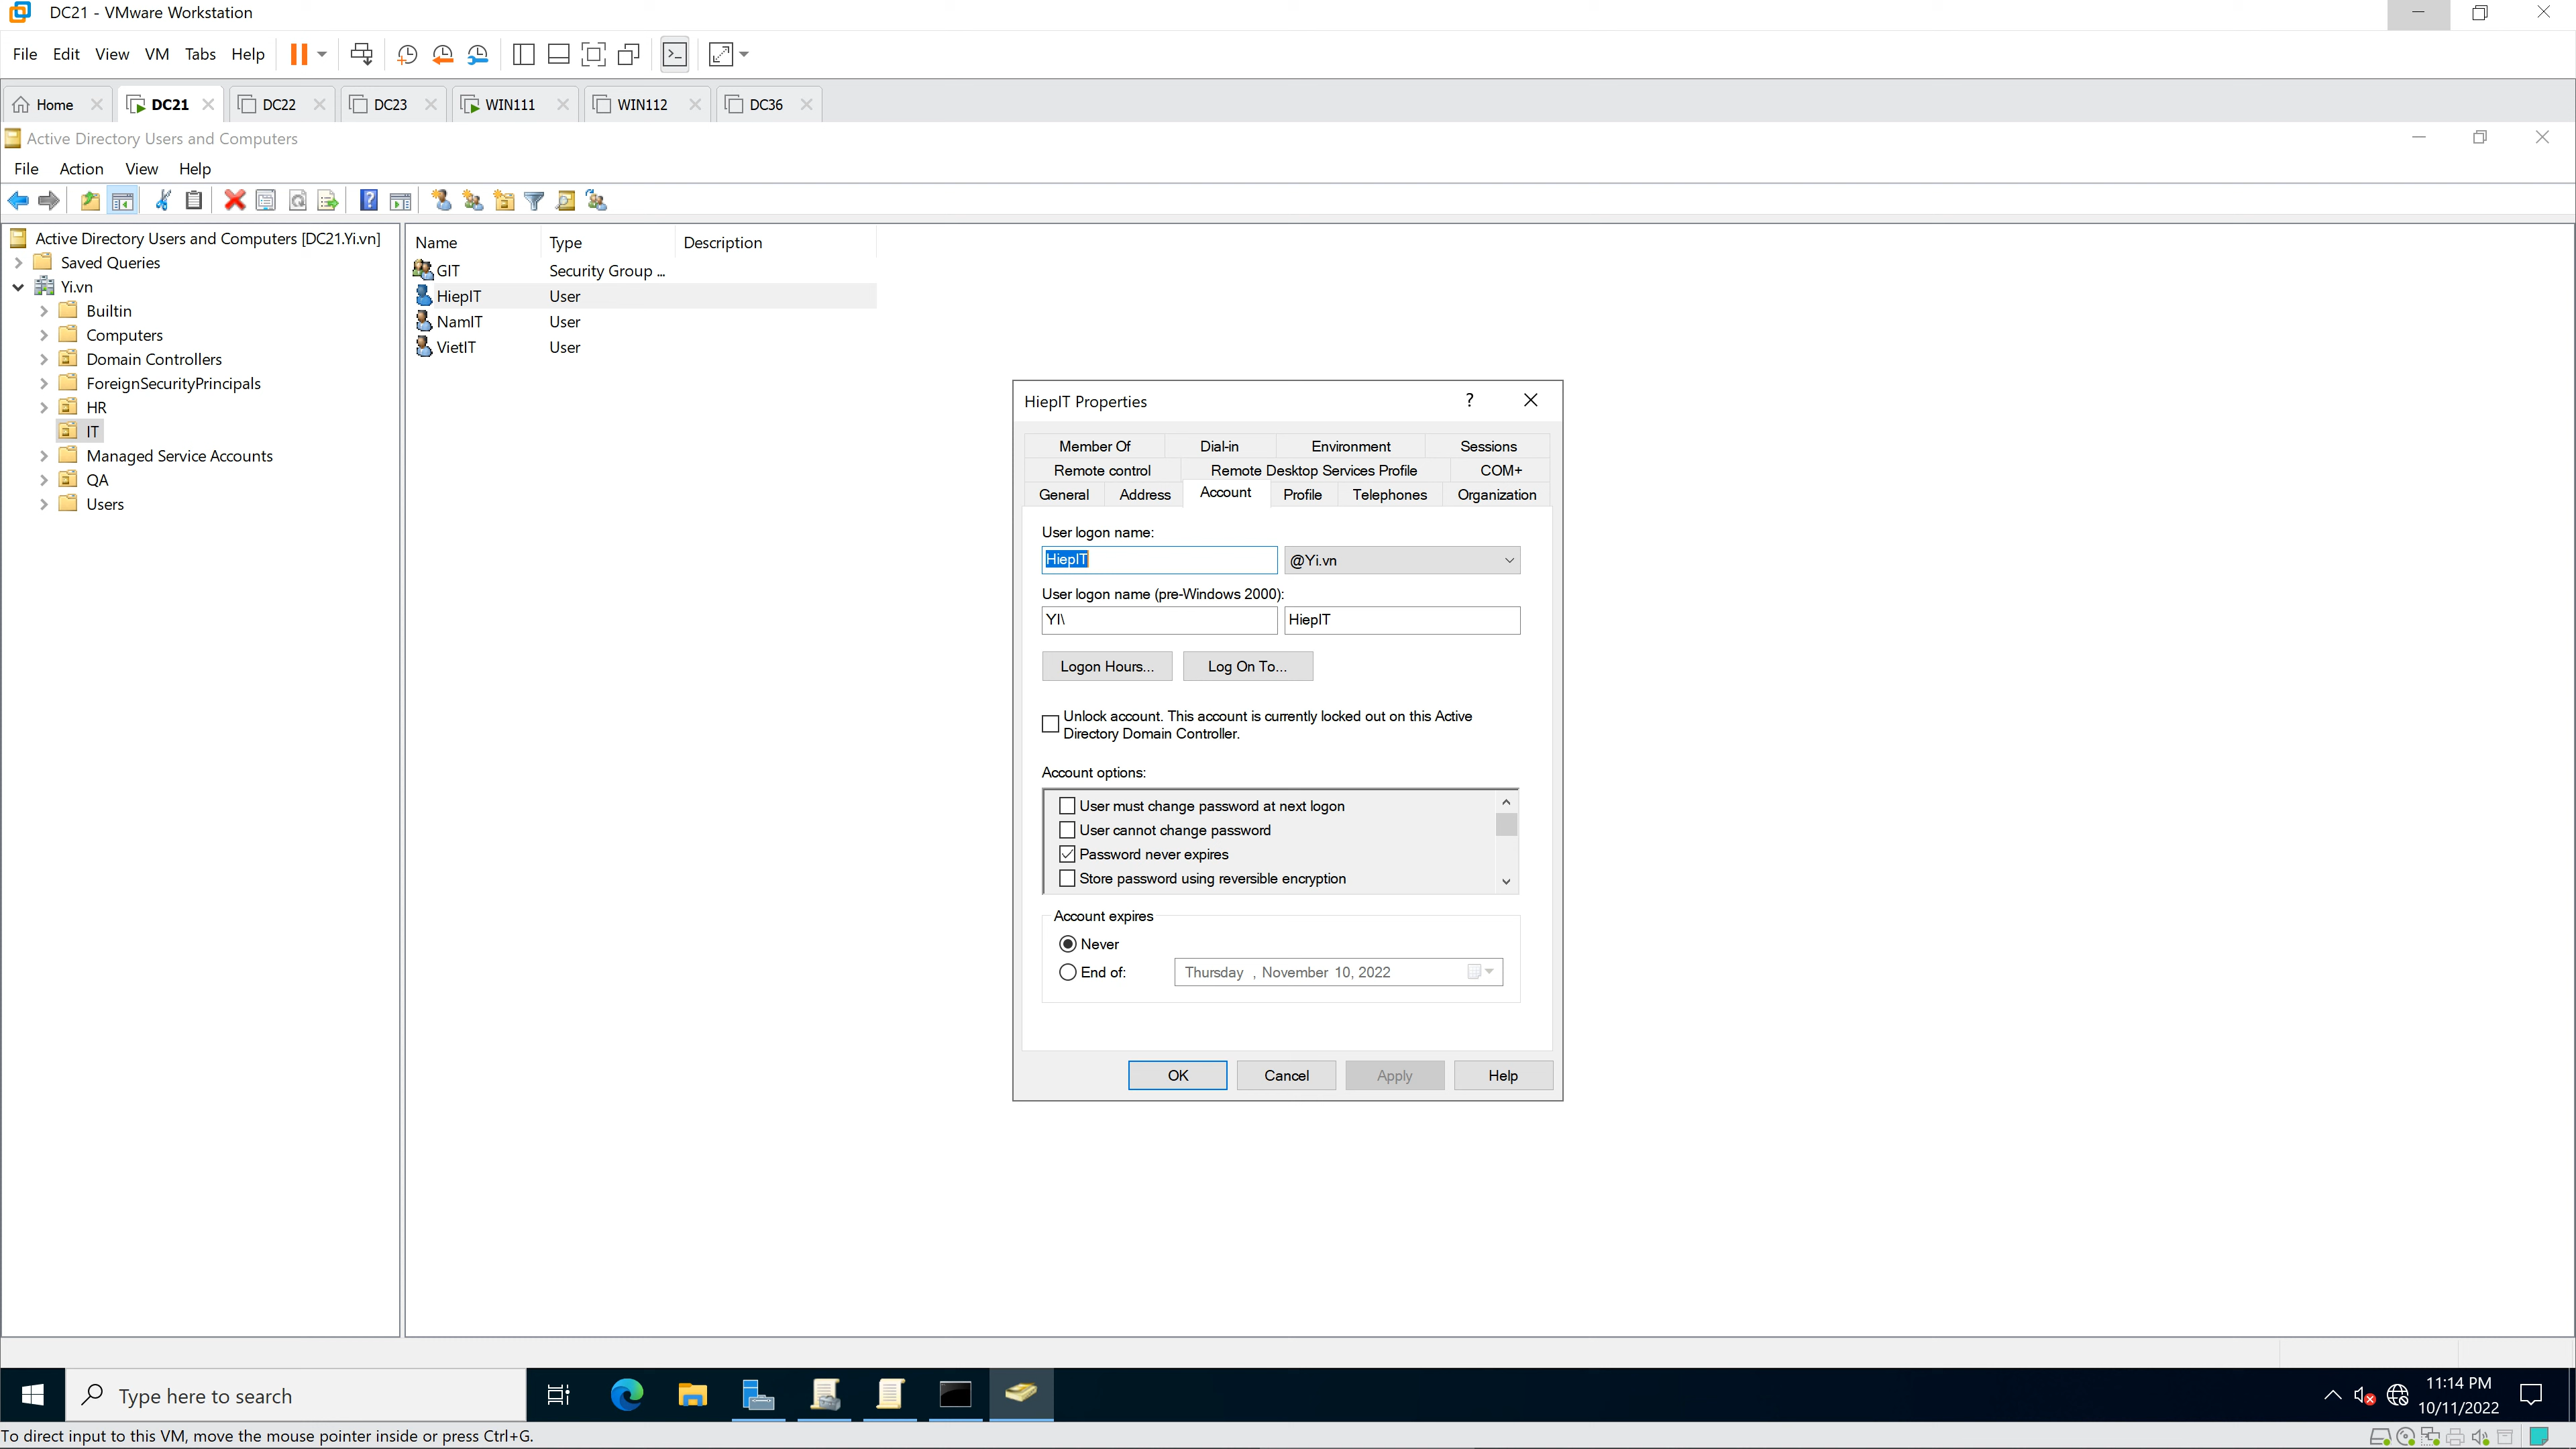 DC21 - VMware Workstation
File Edit View VM Tabs Help
Home DC21 DC22 DC23 WIN111 WIN112 DC36
Active Directory Users and Computers
File Action View Help
Active Directory Users and Computers [DC21.Yi.vn]
Saved Queries
Yi.vn
Builtin
Computers
Domain Controllers
ForeignSecurityPrincipals
HR
IT
Managed Service Accounts
QA
Users
Name Type Description
GIT Security Group ...
HiepIT User
NamIT User
VietIT User
HiepIT Properties
Member Of Dial-in Environment Sessions
Remote control Remote Desktop Services Profile COM+
General Address Account Profile Telephones Organization
User logon name:
HiepIT @Yi.vn
User logon name (pre-Windows 2000):
YI\ HiepIT
Logon Hours... Log On To...
Unlock account. This account is currently locked out on this Active
Directory Domain Controller.
Account options:
User must change password at next logon
User cannot change password
Password never expires
Store password using reversible encryption
Account expires
Never
End of: Thursday , November 10, 2022
OK Cancel Apply Help
Type here to search
11:14 PM
10/11/2022
To direct input to this VM, move the mouse pointer inside or press Ctrl+G.